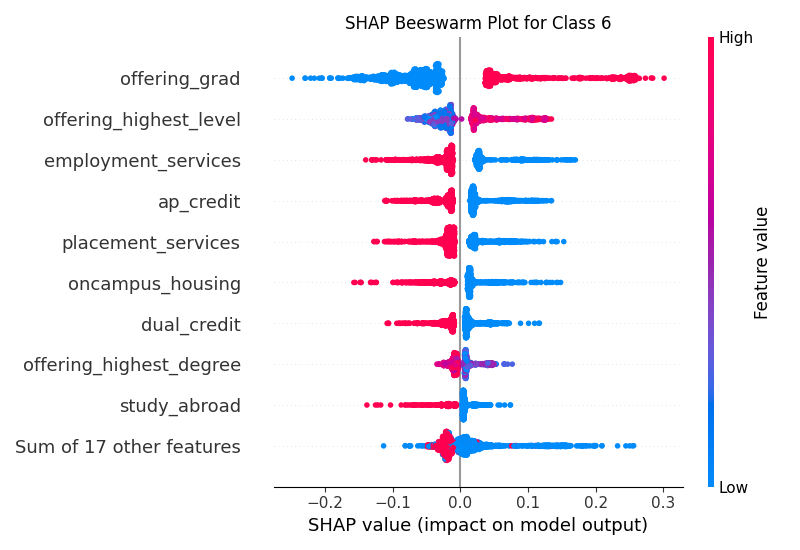 SHAP Beeswarm Plot for Class 6
High
offering_grad
offering_highest_level
employment_services
ap_credit
placement_services
oncampus_housing
dual_credit
offering_highest_degree
study_abroad
Sum of 17 other features
Feature value
Low
−0.2 −0.1 0.0 0.1 0.2 0.3
SHAP value (impact on model output)